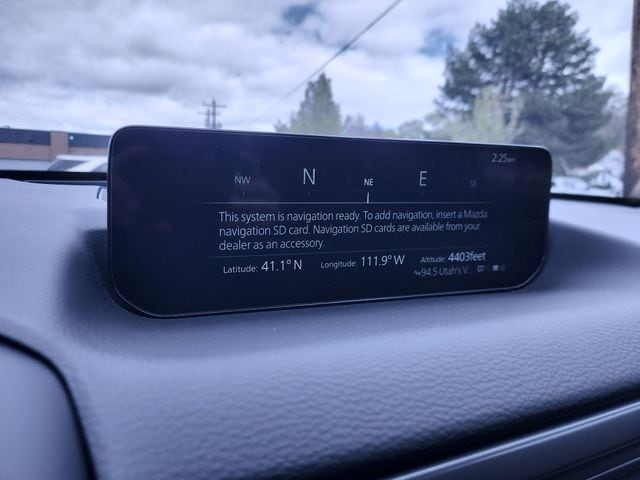 2:25pm
NW N NE E SE
This system is navigation ready. To add navigation, insert a Mazda
navigation SD card. Navigation SD cards are available from your
dealer as an accessory.
Latitude: 41.1° N Longitude: 111.9° W Altitude: 4403feet
94.5 Utah's V...